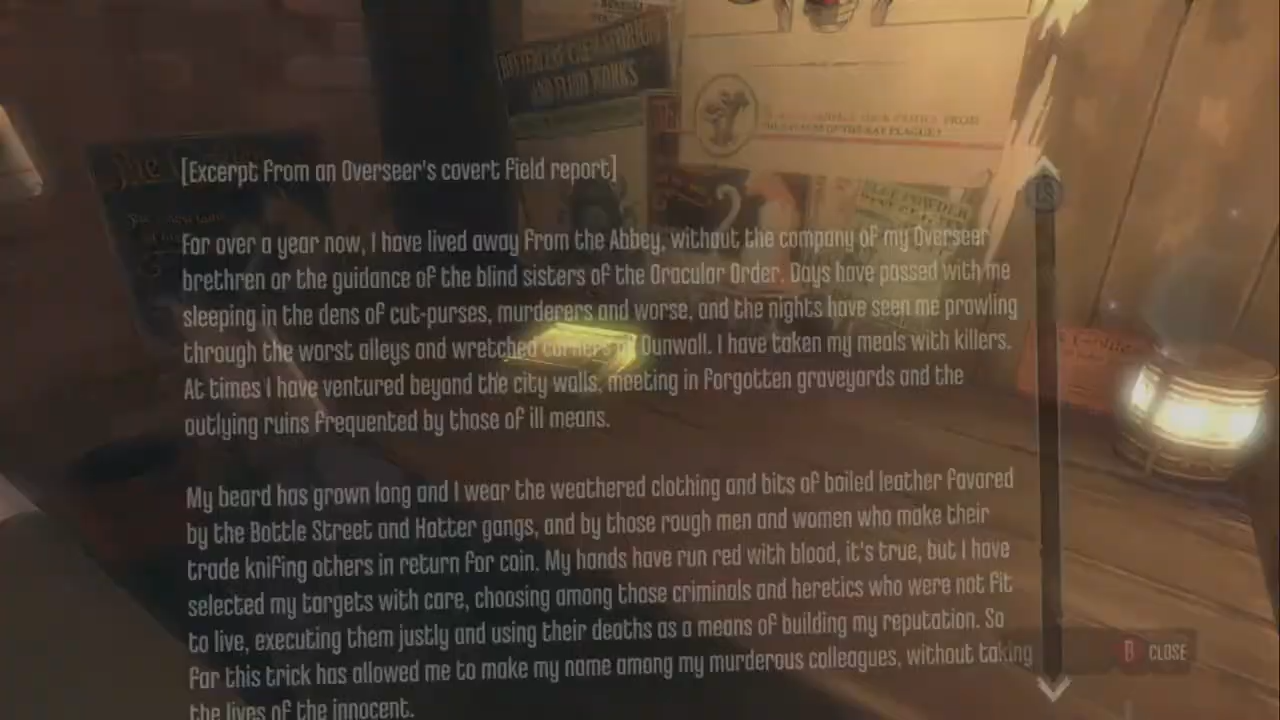 [Excerpt from an Overseer's covert field report]
For over a year now, I have lived away from the Abbey, without the company of my Overseer
brethren or the guidance of the blind sisters of the Oracular Order. Days have passed with me
sleeping in the dens of cut-purses, murderers and worse, and the nights have seen me prowling
through the worst alleys and wretched corners of Dunwall. I have taken my meals with killers.
At times I have ventured beyond the city walls, meeting in forgotten graveyards and the
outlying ruins frequented by those of ill means.
My beard has grown long and I wear the weathered clothing and bits of boiled leather favored
by the Bottle Street and Hatter gangs, and by those rough men and women who make their
trade knifing others in return for coin. My hands have run red with blood, it's true, but I have
selected my targets with care, choosing among those criminals and heretics who were not fit
to live, executing them justly and using their deaths as a means of building my reputation. So
far this trick has allowed me to make my name among my murderous colleagues, without taking
the lives of the innocent.
LS
B CLOSE
AND FLUID WORKS